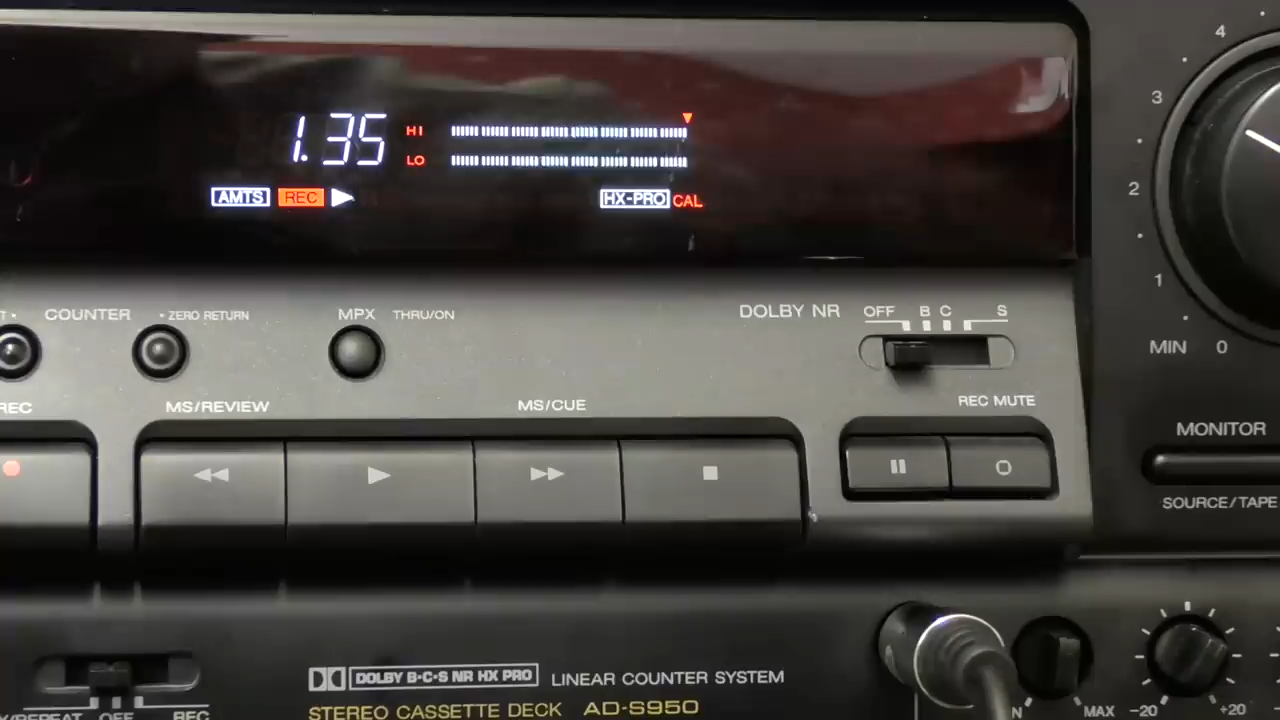 4
3
2
1
MIN 0
1.35 HI
LO
AMTS REC HX-PRO CAL
COUNTER • ZERO RETURN MPX THRU/ON DOLBY NR OFF B C S
REC MS/REVIEW MS/CUE REC MUTE
MONITOR
SOURCE/TAPE
DOLBY B·C·S NR HX PRO LINEAR COUNTER SYSTEM
STEREO CASSETTE DECK AD-S950
/REPEAT OFF REC
MAX -20 +20